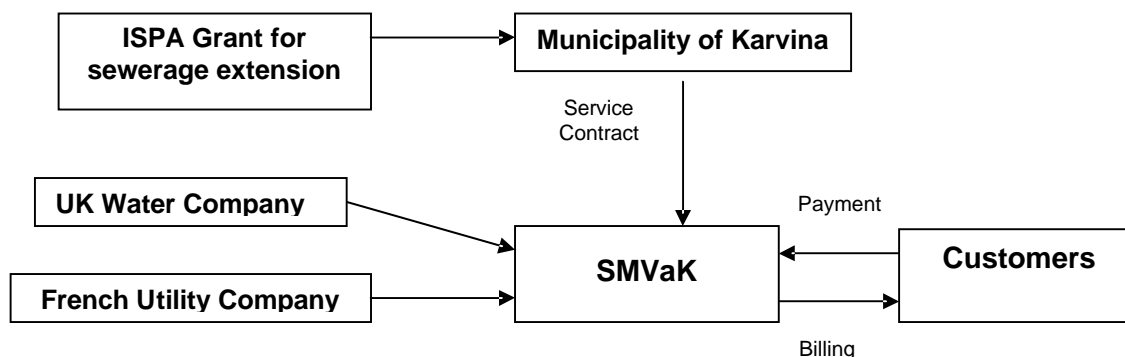 ISPA Grant for
sewerage extension
Municipality of Karvina
Service
Contract
UK Water Company
French Utility Company
SMVaK
Payment
Customers
Billing